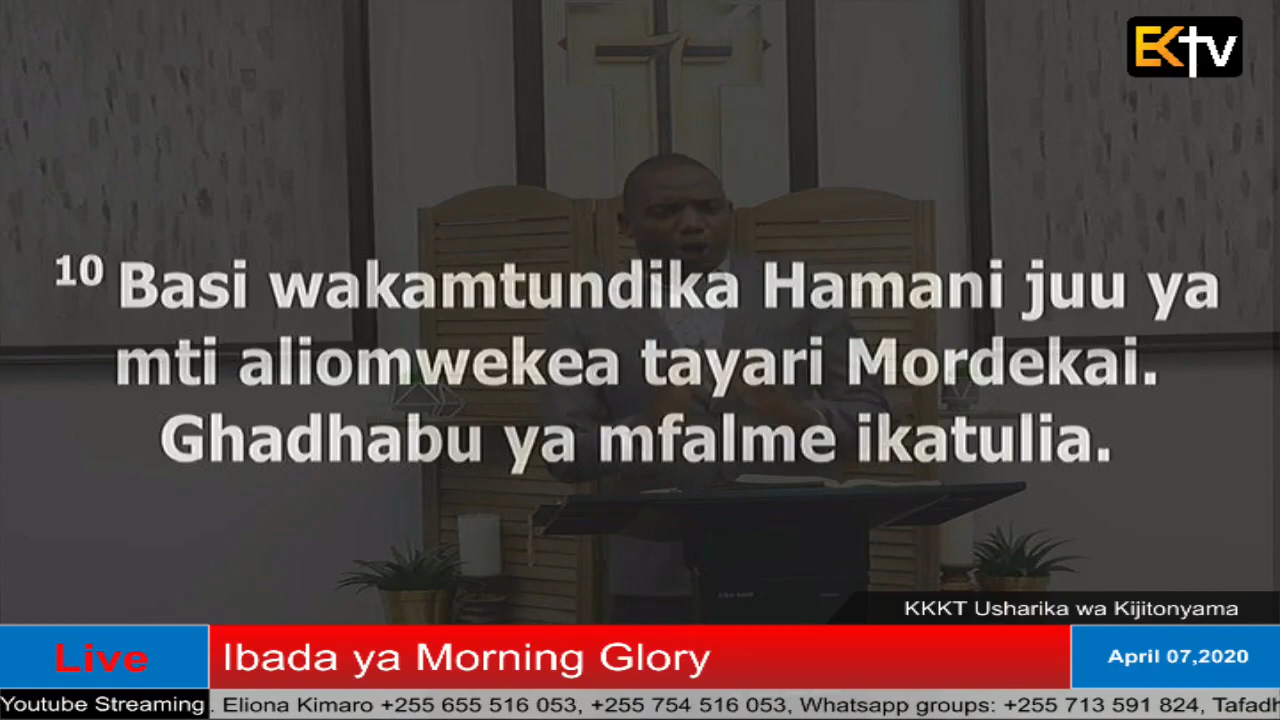 EKTV
10 Basi wakamtundika Hamani juu ya
mti aliomwekea tayari Mordekai.
Ghadhabu ya mfalme ikatulia.
KKKT Usharika wa Kijitonyama
Live
Ibada ya Morning Glory
April 07,2020
Youtube Streaming
. Eliona Kimaro +255 655 516 053, +255 754 516 053, Whatsapp groups: +255 713 591 824, Tafadh